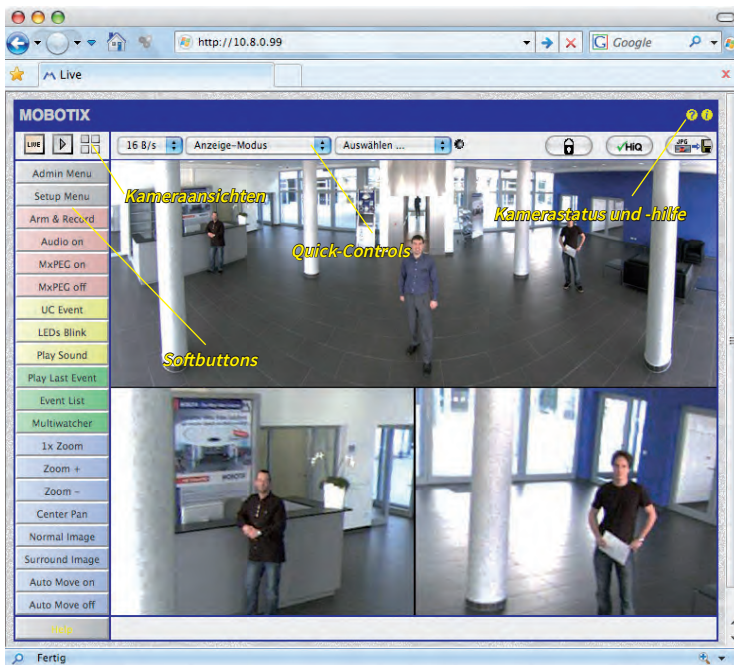 http://10.8.0.99
Google
Live
MOBOTIX
LIVE
16 B/s
Anzeige-Modus
Auswählen ...
HiQ
JPG
Admin Menu
Setup Menu
Arm & Record
Audio on
MxPEG on
MxPEG off
UC Event
LEDs Blink
Play Sound
Play Last Event
Event List
Multiwatcher
1x Zoom
Zoom +
Zoom –
Center Pan
Normal Image
Surround Image
Auto Move on
Auto Move off
Help
Kameraansichten
Kamerastatus und -hilfe
Quick-Controls
Softbuttons
MOBOTIX
Fertig